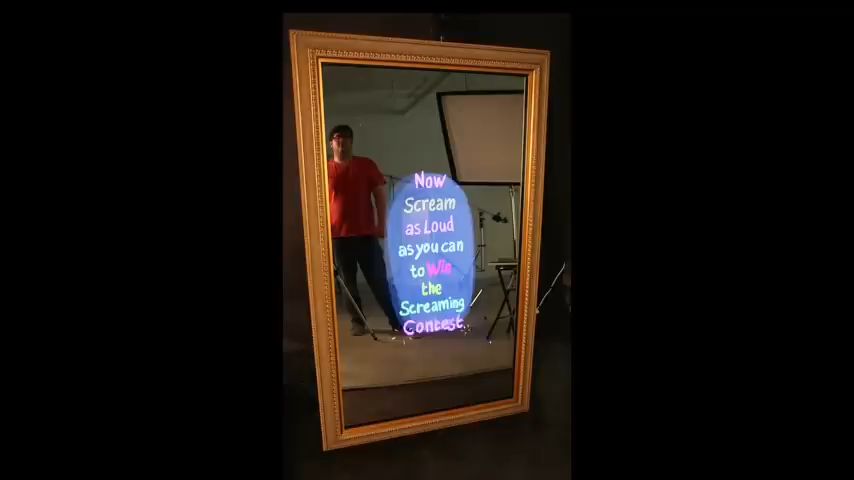 Now
Scream
as Loud
as you can
to Win
the
Screaming
Contest